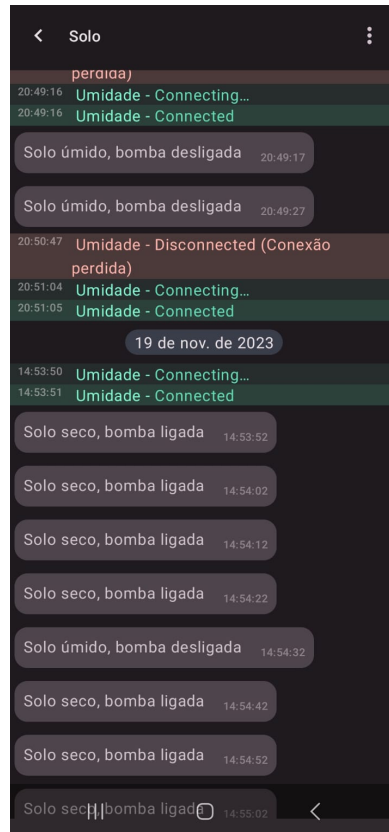 Solo
perdida)
20:49:16 Umidade - Connecting...
20:49:16 Umidade - Connected
Solo úmido, bomba desligada 20:49:17
Solo úmido, bomba desligada 20:49:27
20:50:47 Umidade - Disconnected (Conexão
perdida)
20:51:04 Umidade - Connecting...
20:51:05 Umidade - Connected
19 de nov. de 2023
14:53:50 Umidade - Connecting...
14:53:51 Umidade - Connected
Solo seco, bomba ligada 14:53:52
Solo seco, bomba ligada 14:54:02
Solo seco, bomba ligada 14:54:12
Solo seco, bomba ligada 14:54:22
Solo úmido, bomba desligada 14:54:32
Solo seco, bomba ligada 14:54:42
Solo seco, bomba ligada 14:54:52
Solo seco, bomba ligada 14:55:02